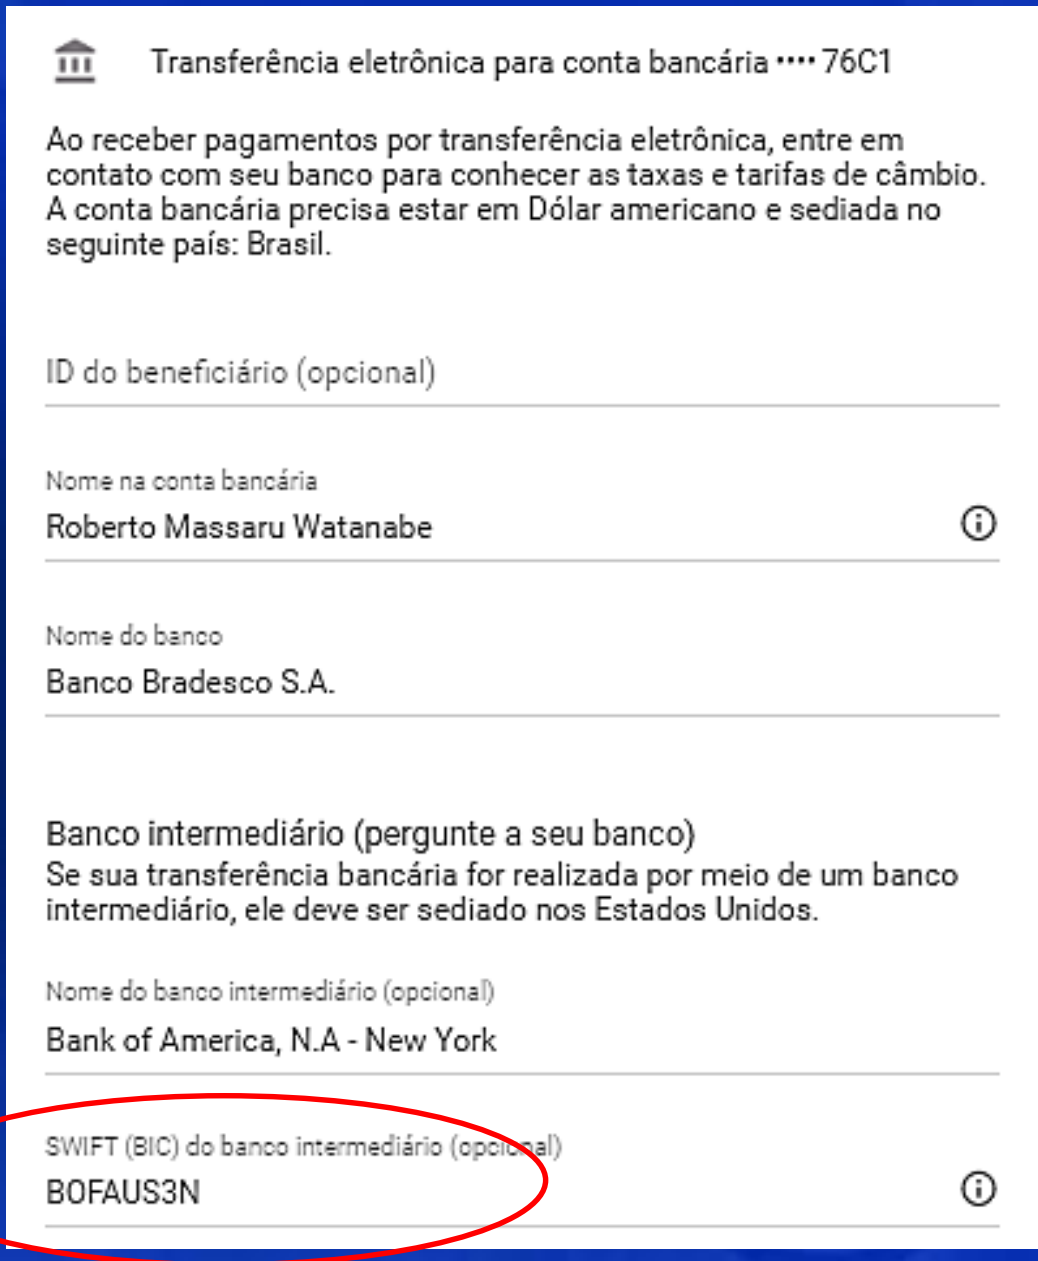 Transferência eletrônica para conta bancária •••• 76C1
Ao receber pagamentos por transferência eletrônica, entre em
contato com seu banco para conhecer as taxas e tarifas de câmbio.
A conta bancária precisa estar em Dólar americano e sediada no
seguinte país: Brasil.
ID do beneficiário (opcional)
Nome na conta bancária
Roberto Massaru Watanabe
Nome do banco
Banco Bradesco S.A.
Banco intermediário (pergunte a seu banco)
Se sua transferência bancária for realizada por meio de um banco
intermediário, ele deve ser sediado nos Estados Unidos.
Nome do banco intermediário (opcional)
Bank of America, N.A - New York
SWIFT (BIC) do banco intermediário (opcional)
BOFAUS3N